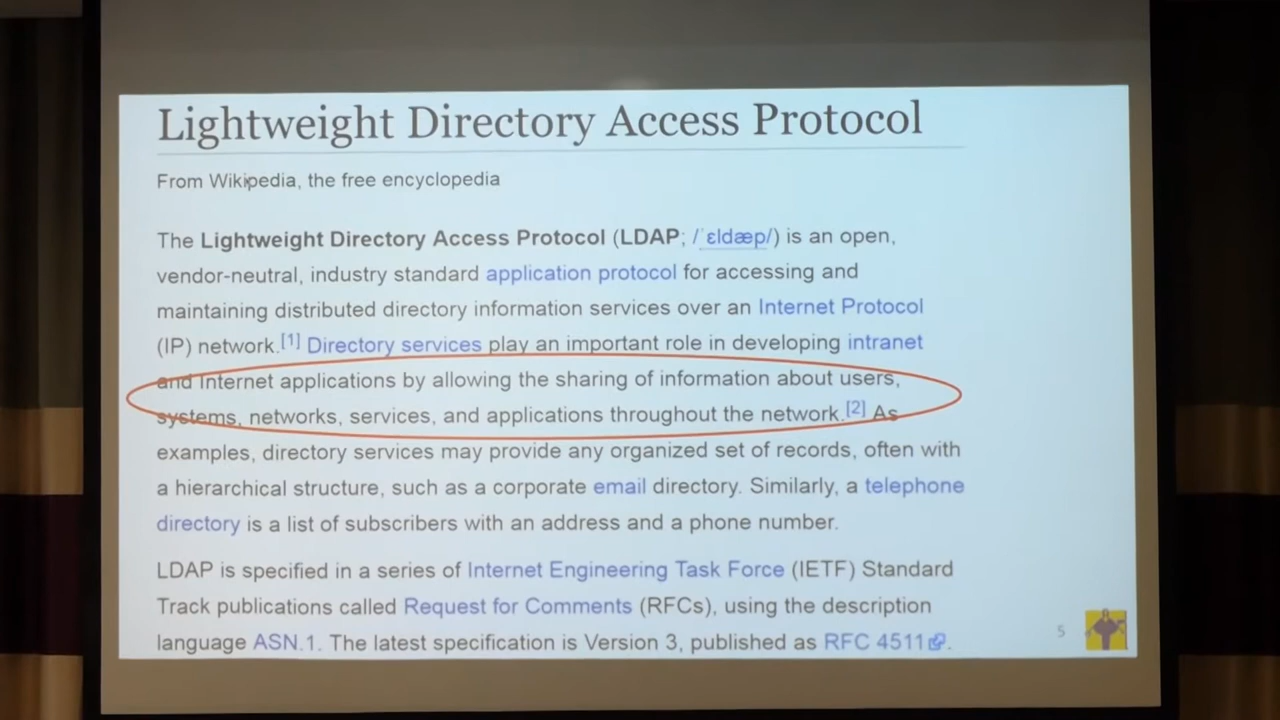 Lightweight Directory Access Protocol
From Wikipedia, the free encyclopedia
The Lightweight Directory Access Protocol (LDAP; /ˈɛldæp/) is an open,
vendor-neutral, industry standard application protocol for accessing and
maintaining distributed directory information services over an Internet Protocol
(IP) network.[1] Directory services play an important role in developing intranet
and Internet applications by allowing the sharing of information about users,
systems, networks, services, and applications throughout the network.[2] As
examples, directory services may provide any organized set of records, often with
a hierarchical structure, such as a corporate email directory. Similarly, a telephone
directory is a list of subscribers with an address and a phone number.
LDAP is specified in a series of Internet Engineering Task Force (IETF) Standard
Track publications called Request for Comments (RFCs), using the description
language ASN.1. The latest specification is Version 3, published as RFC 4511.
5